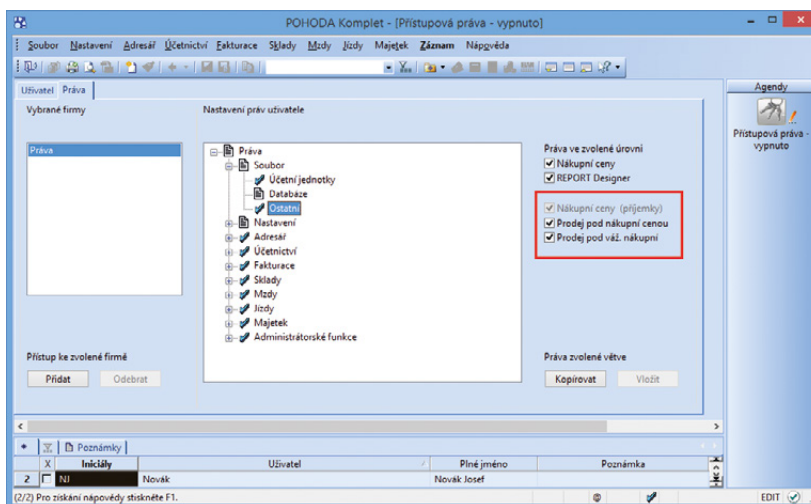 POHODA Komplet - [Přístupová práva - vypnuto]
Soubor Nastavení Adresář Účetnictví Fakturace Sklady Mzdy Jízdy Majetek Záznam Nápověda
Uživatel Práva
Agendy
Přístupová práva - vypnuto
Vybrané firmy
Práva
Přístup ke zvolené firmě
Přidat Odebrat
Nastavení práv uživatele
Práva
Soubor
Účetní jednotky
Databáze
Ostatní
Nastavení
Adresář
Účetnictví
Fakturace
Sklady
Mzdy
Jízdy
Majetek
Administrátorské funkce
Práva ve zvolené úrovni
Nákupní ceny
REPORT Designer
Nákupní ceny (příjemky)
Prodej pod nákupní cenou
Prodej pod váž. nákupní
Práva zvolené větve
Kopírovat Vložit
Poznámky
X Iniciály Uživatel Plné jméno Poznámka
2 NJ Novák Novák Josef
(2/2) Pro získání nápovědy stiskněte F1.
EDIT